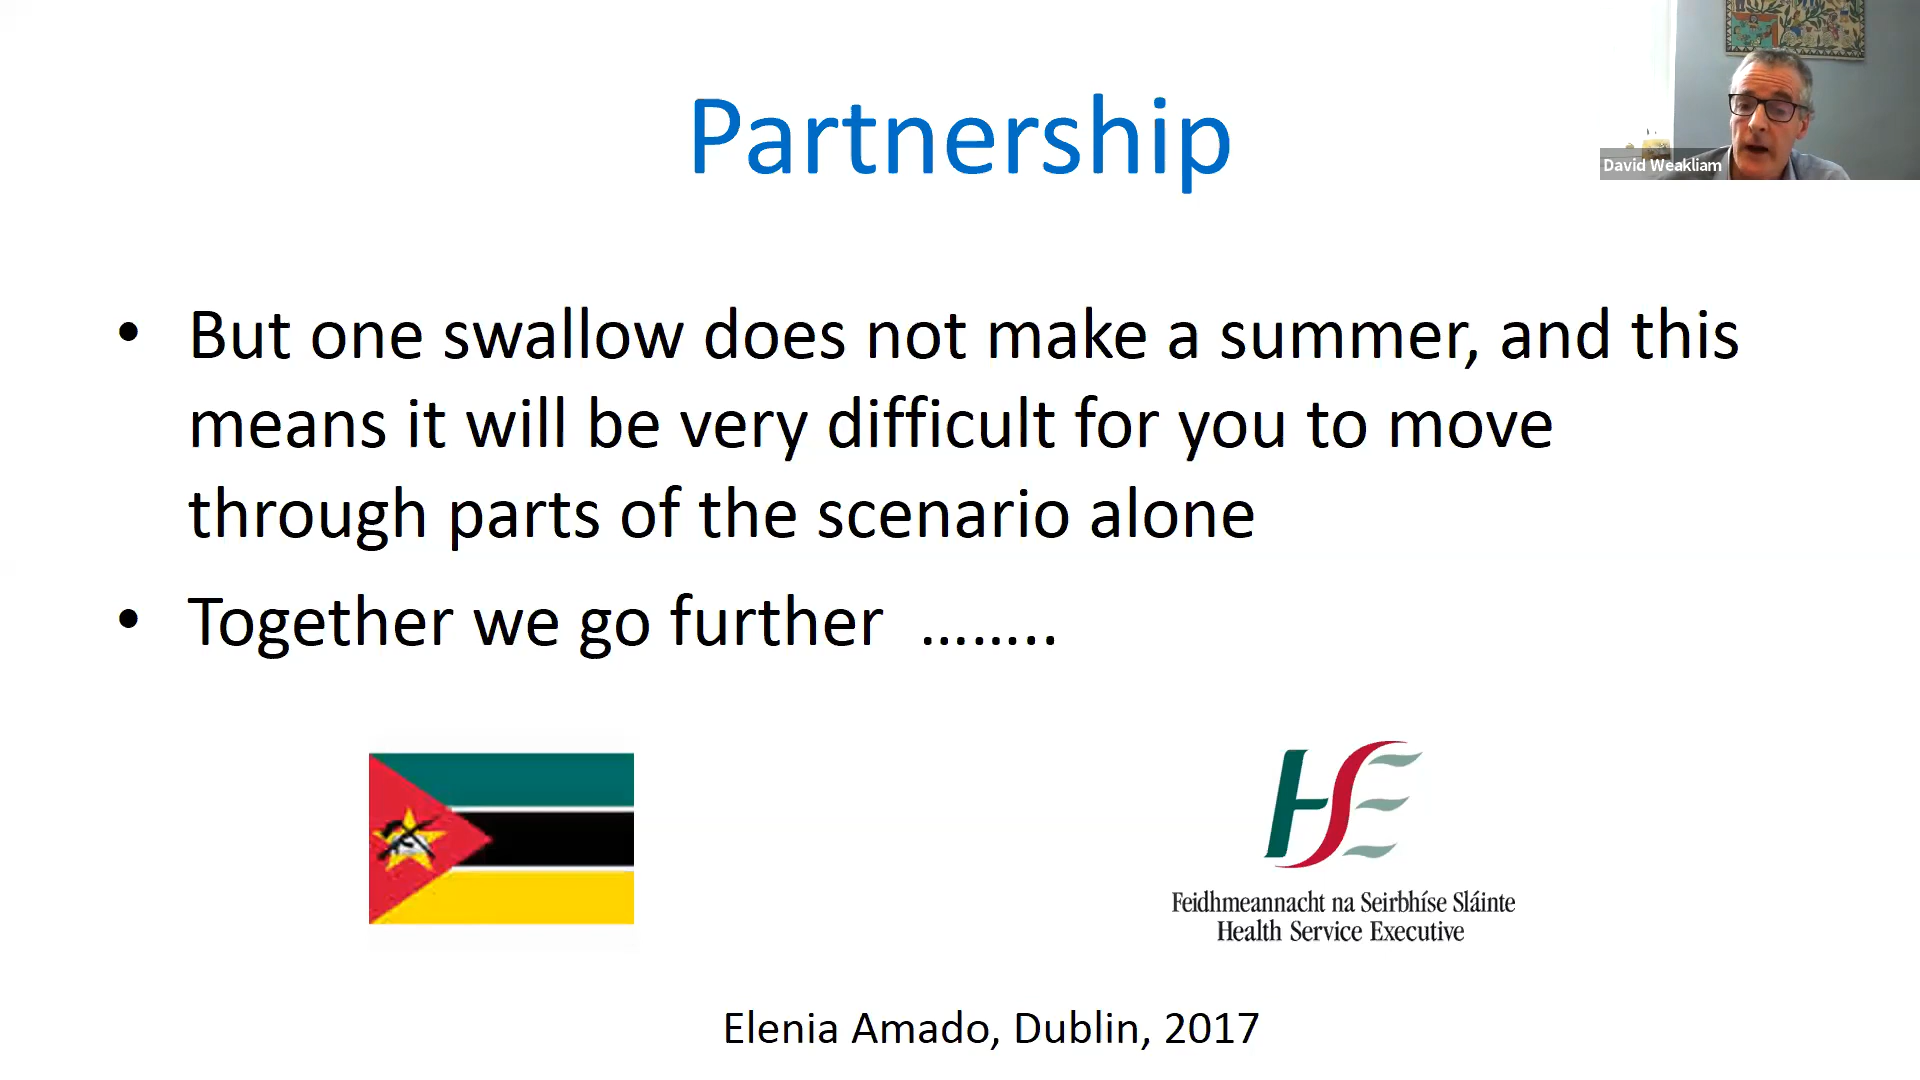 Partnership
David Weakliam
• But one swallow does not make a summer, and this
means it will be very difficult for you to move
through parts of the scenario alone
• Together we go further ……..
HSE
Feidhmeannacht na Seirbhíse Sláinte
Health Service Executive
Elenia Amado, Dublin, 2017